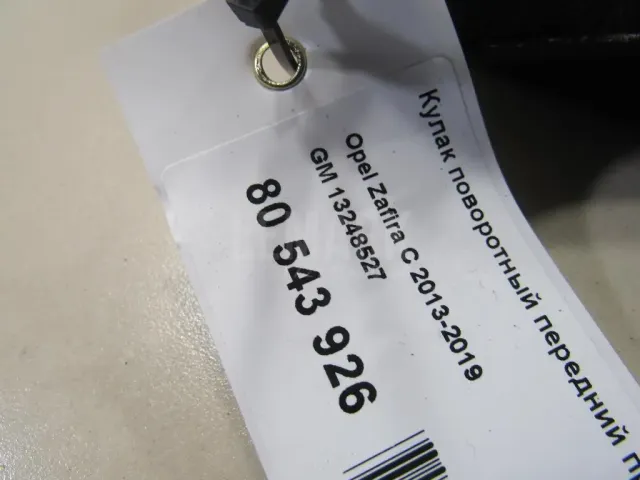 Кулак поворотный передний
Opel Zafira C 2013-2019
GM 13248527
80 543 926